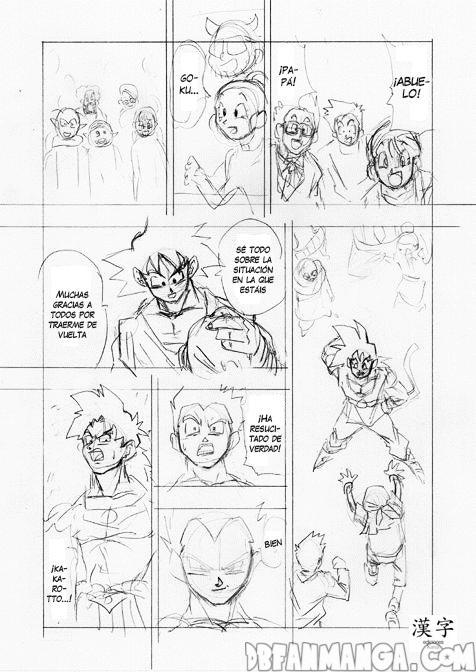 ¡ABUE-
LO!
¡PA-
PÁ!
GO-
KU...
SÉ TODO
SOBRE LA
SITUACIÓN
EN LA QUE
ESTÁIS
MUCHAS
GRACIAS A
TODOS POR
TRAERME DE
VUELTA
¡HA
RESUCI-
TADO DE
VERDAD!
¡KA-
KA-
ROTTO...!
BIEN
漢字
DBFANMANGA.COM